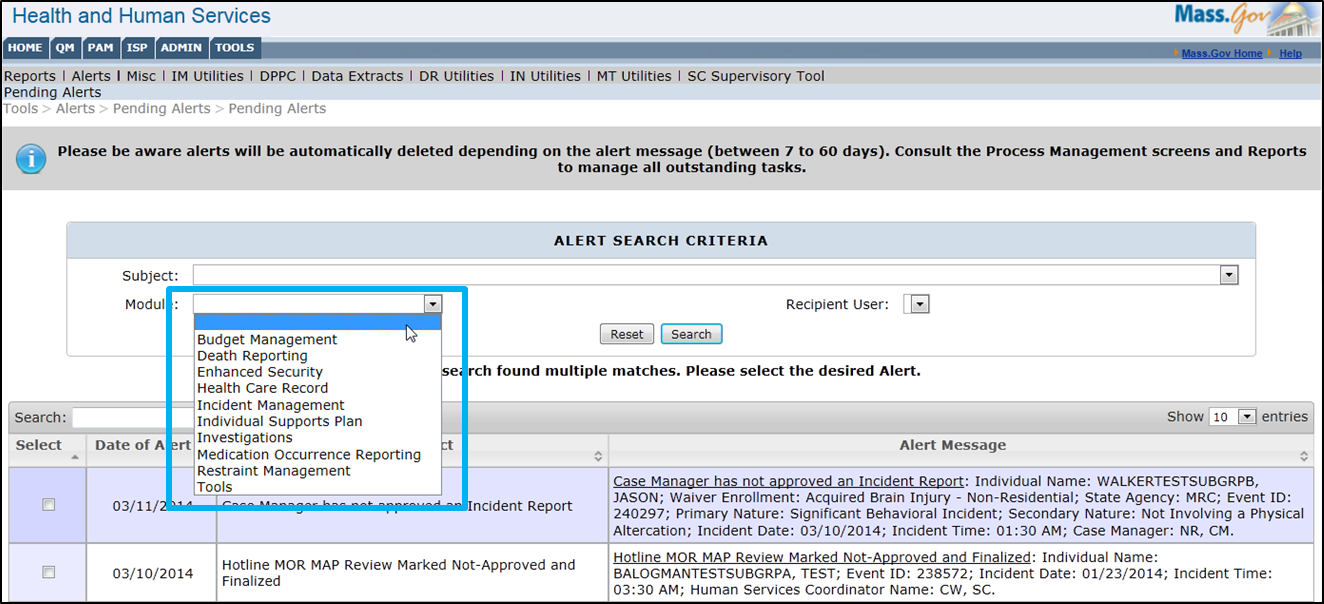 Health and Human Services
Mass.Gov
HOME QM PAM ISP ADMIN TOOLS
Mass.Gov Home Help
Reports | Alerts | Misc | IM Utilities | DPPC | Data Extracts | DR Utilities | IN Utilities | MT Utilities | SC Supervisory Tool
Pending Alerts
Tools > Alerts > Pending Alerts > Pending Alerts
Please be aware alerts will be automatically deleted depending on the alert message (between 7 to 60 days). Consult the Process Management screens and Reports
to manage all outstanding tasks.
ALERT SEARCH CRITERIA
Subject:
Module: Recipient User:
Reset Search
Budget Management
Death Reporting
Enhanced Security
Health Care Record
Incident Management
Individual Supports Plan
Investigations
Medication Occurrence Reporting
Restraint Management
Tools
search found multiple matches. Please select the desired Alert.
Search: Show 10 entries
Select Date of Alert ct Alert Message
03/11/2014 Case Manager has not approved an Incident Report
Case Manager has not approved an Incident Report: Individual Name: WALKERTESTSUBGRPB,
JASON; Waiver Enrollment: Acquired Brain Injury - Non-Residential; State Agency: MRC; Event ID:
240297; Primary Nature: Significant Behavioral Incident; Secondary Nature: Not Involving a Physical
Altercation; Incident Date: 03/10/2014; Incident Time: 01:30 AM; Case Manager: NR, CM.
03/10/2014
Hotline MOR MAP Review Marked Not-Approved and
Finalized
Hotline MOR MAP Review Marked Not-Approved and Finalized: Individual Name:
BALOGMANTESTSUBGRPA, TEST; Event ID: 238572; Incident Date: 01/23/2014; Incident Time:
03:30 AM; Human Services Coordinator Name: CW, SC.